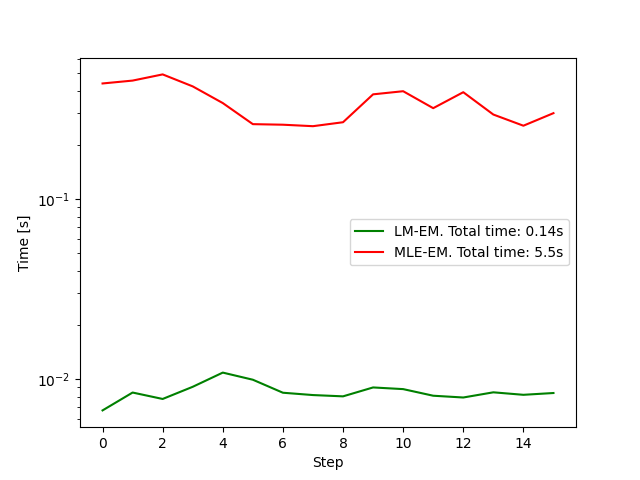 Time [s]
10⁻¹
10⁻²
LM-EM. Total time: 0.14s
MLE-EM. Total time: 5.5s
0 2 4 6 8 10 12 14
Step